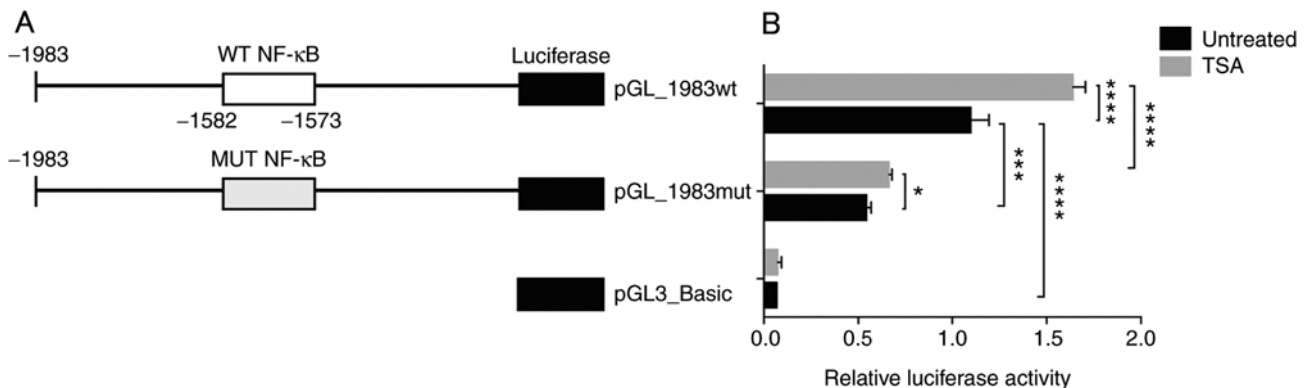 A
−1983
WT NF-κB
Luciferase
pGL_1983wt
−1582
−1573
−1983
MUT NF-κB
pGL_1983mut
pGL3_Basic
B
Untreated
TSA
****
****
***
****
*
0.0 0.5 1.0 1.5 2.0
Relative luciferase activity